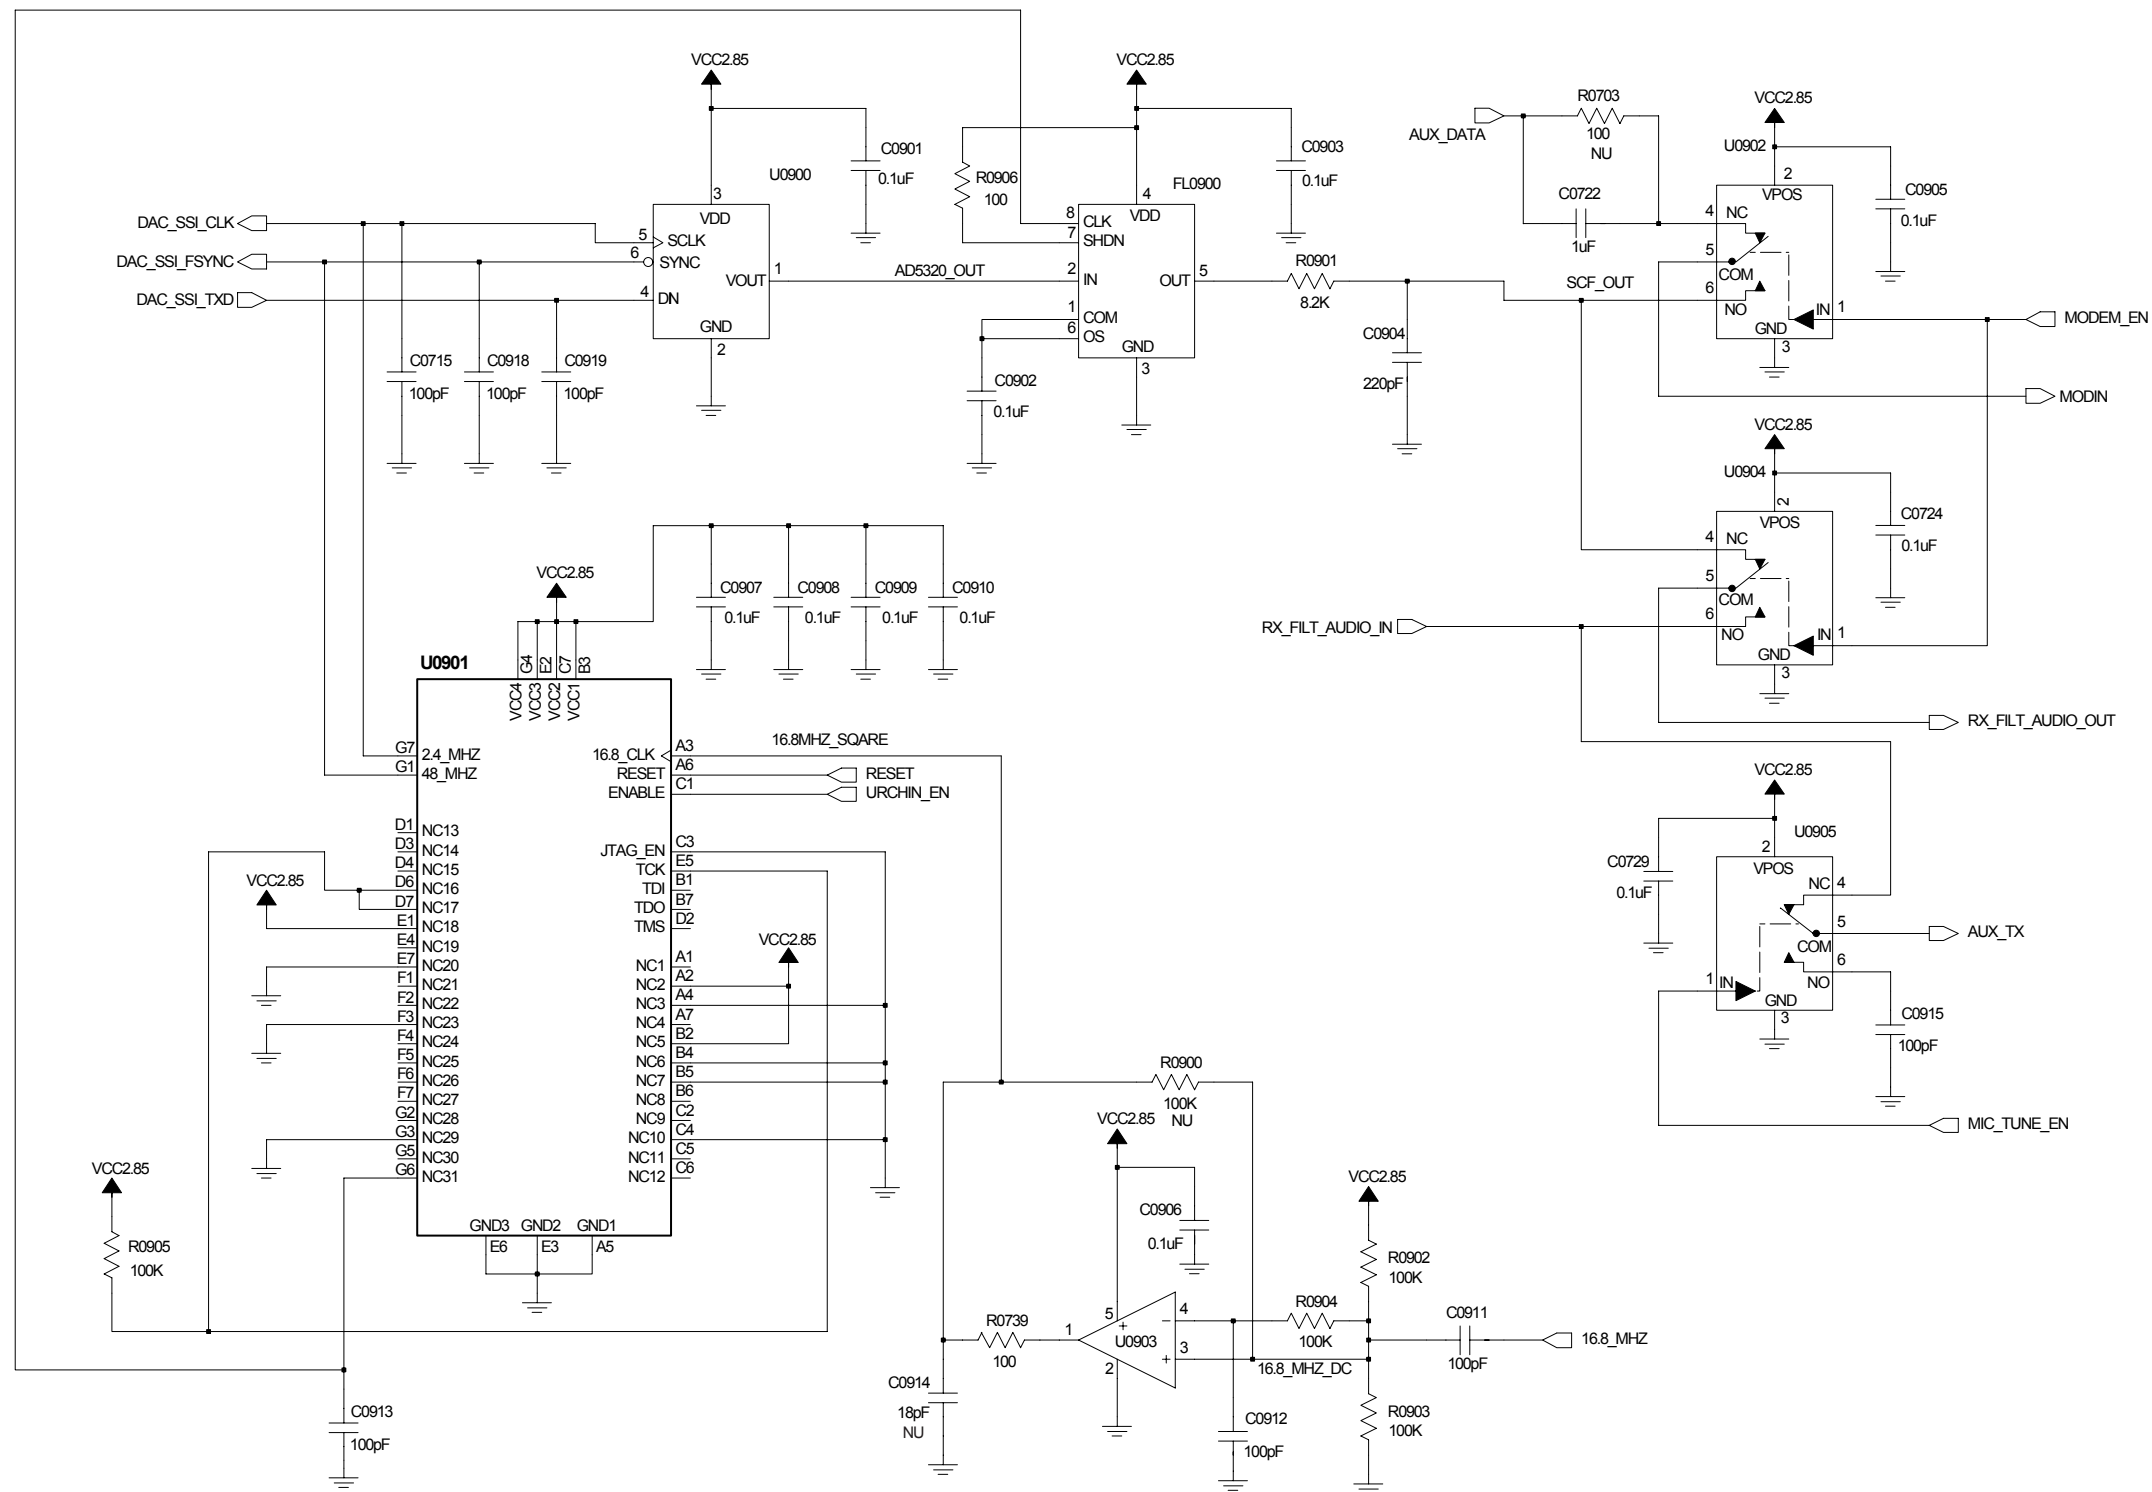 VCC2.85
VCC2.85
R0703
100
NU
VCC2.85
AUX_DATA
U0902
C0901
0.1uF
U0900
C0903
0.1uF
R0906
100
FL0900
C0722
1uF
2
VPOS
C0905
0.1uF
3
VDD
4
VDD
DAC_SSI_CLK
5
SCLK
8
CLK
7
SHDN
4
NC
DAC_SSI_FSYNC
6
SYNC
VOUT
1
AD5320_OUT
2
IN
OUT
5
R0901
8.2K
SCF_OUT
5
COM
6
NO
DAC_SSI_TXD
4
DN
1
COM
6
OS
IN
1
MODEM_EN
GND
2
GND
3
GND
3
C0715
100pF
C0918
100pF
C0919
100pF
C0902
0.1uF
C0904
220pF
MODIN
VCC2.85
U0904
2
VPOS
C0724
0.1uF
4
NC
5
COM
6
NO
IN
1
GND
3
VCC2.85
C0907
0.1uF
C0908
0.1uF
C0909
0.1uF
C0910
0.1uF
RX_FILT_AUDIO_IN
U0901
G4
E2
C7
B3
VCC4
VCC3
VCC2
VCC1
RX_FILT_AUDIO_OUT
G7
2.4_MHZ
16.8_CLK
A3
16.8MHZ_SQARE
G1
48_MHZ
RESET
A6
RESET
ENABLE
C1
URCHIN_EN
VCC2.85
D1
NC13
D3
NC14
JTAG_EN
C3
D4
NC15
TCK
E5
D6
NC16
TDI
B1
D7
NC17
TDO
B7
E1
NC18
TMS
D2
E4
NC19
E7
NC20
NC1
A1
F1
NC21
NC2
A2
F2
NC22
NC3
A4
F3
NC23
NC4
A7
F4
NC24
NC5
B2
F5
NC25
NC6
B4
F6
NC26
NC7
B5
F7
NC27
NC8
B6
G2
NC28
NC9
C2
G3
NC29
NC10
C4
G5
NC30
NC11
C5
G6
NC31
NC12
C6
VCC2.85
VCC2.85
U0905
C0729
0.1uF
2
VPOS
NC
4
5
AUX_TX
COM
6
1
IN
NO
GND
3
C0915
100pF
MIC_TUNE_EN
R0900
100K
NU
VCC2.85
VCC2.85
VCC2.85
R0905
100K
GND3
GND2
GND1
E6
E3
A5
C0906
0.1uF
R0902
100K
R0904
100K
C0911
100pF
16.8_MHZ
R0739
100
1
5
+
U0903
2
4
−
3
+
16.8_MHZ_DC
C0914
18pF
NU
C0912
100pF
R0903
100K
C0913
100pF